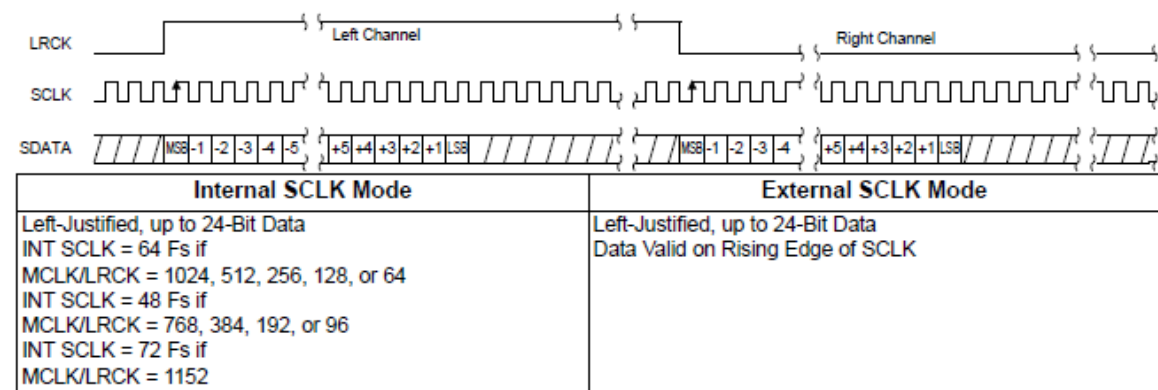 LRCK Left Channel Right Channel
SCLK
SDATA MSB -1 -2 -3 -4 -5 +5 +4 +3 +2 +1 LSB MSB -1 -2 -3 -4 +5 +4 +3 +2 +1 LSB
Internal SCLK Mode
Left-Justified, up to 24-Bit Data
INT SCLK = 64 Fs if
MCLK/LRCK = 1024, 512, 256, 128, or 64
INT SCLK = 48 Fs if
MCLK/LRCK = 768, 384, 192, or 96
INT SCLK = 72 Fs if
MCLK/LRCK = 1152
External SCLK Mode
Left-Justified, up to 24-Bit Data
Data Valid on Rising Edge of SCLK